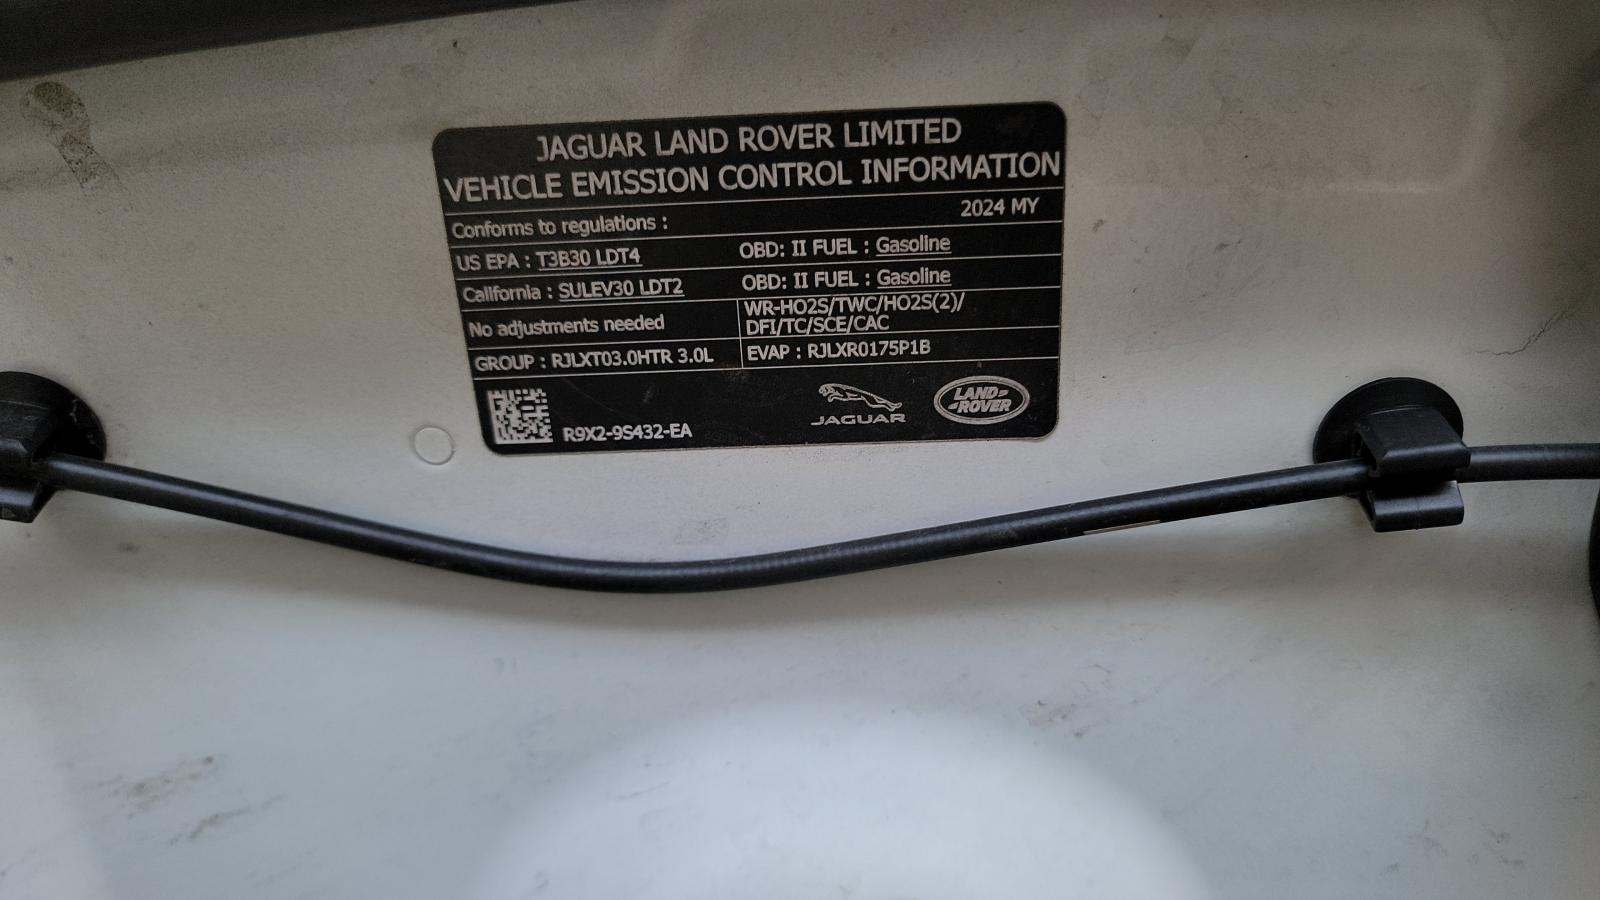 JAGUAR LAND ROVER LIMITED
VEHICLE EMISSION CONTROL INFORMATION
Conforms to regulations : 2024 MY
US EPA : T3B30 LDT4 OBD: II FUEL : Gasoline
California : SULEV30 LDT2 OBD: II FUEL : Gasoline
No adjustments needed
WR-HO2S/TWC/HO2S(2)/
DFI/TC/SCE/CAC
GROUP : RJLXT03.0HTR 3.0L EVAP : RJLXR0175P1B
R9X2-9S432-EA
JAGUAR
LAND-
-ROVER